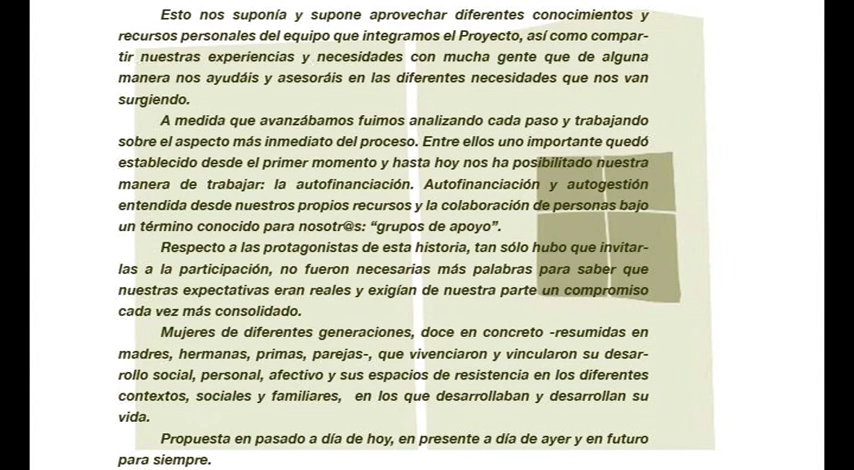 Esto nos suponía y supone aprovechar diferentes conocimientos y
recursos personales del equipo que integramos el Proyecto, así como compar-
tir nuestras experiencias y necesidades con mucha gente que de alguna
manera nos ayudáis y asesoráis en las diferentes necesidades que nos van
surgiendo.
A medida que avanzábamos fuimos analizando cada paso y trabajando
sobre el aspecto más inmediato del proceso. Entre ellos uno importante quedó
establecido desde el primer momento y hasta hoy nos ha posibilitado nuestra
manera de trabajar: la autofinanciación. Autofinanciación y autogestión
entendida desde nuestros propios recursos y la colaboración de personas bajo
un término conocido para nosotr@s: “grupos de apoyo”.
Respecto a las protagonistas de esta historia, tan sólo hubo que invitar-
las a la participación, no fueron necesarias más palabras para saber que
nuestras expectativas eran reales y exigían de nuestra parte un compromiso
cada vez más consolidado.
Mujeres de diferentes generaciones, doce en concreto -resumidas en
madres, hermanas, primas, parejas-, que vivenciaron y vincularon su desar-
rollo social, personal, afectivo y sus espacios de resistencia en los diferentes
contextos, sociales y familiares, en los que desarrollaban y desarrollan su
vida.
Propuesta en pasado a día de hoy, en presente a día de ayer y en futuro
para siempre.